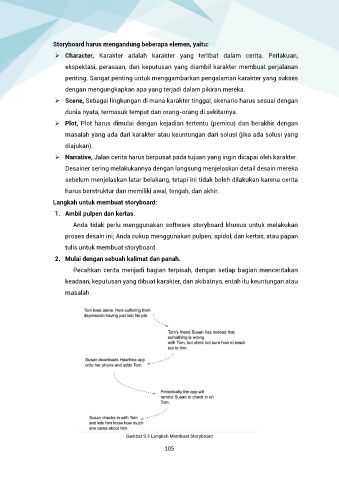 Storyboard harus mengandung beberapa elemen, yaitu:
➢ Character, Karakter adalah karakter yang terlibat dalam cerita. Perlakuan,
ekspektasi, perasaan, dan keputusan yang diambil karakter membuat perjalanan
penting. Sangat penting untuk menggambarkan pengalaman karakter yang sukses
dengan mengungkapkan apa yang terjadi dalam pikiran mereka.
➢ Scene, Sebagai lingkungan di mana karakter tinggal, skenario harus sesuai dengan
dunia nyata, termasuk tempat dan orang-orang di sekitarnya.
➢ Plot, Plot harus dimulai dengan kejadian tertentu (pemicu) dan berakhir dengan
masalah yang ada dari karakter atau keuntungan dari solusi (jika ada solusi yang
diajukan).
➢ Narrative, Jalan cerita harus berpusat pada tujuan yang ingin dicapai oleh karakter.
Desainer sering melakukannya dengan langsung menjelaskan detail desain mereka
sebelum menjelaskan latar belakang, tetapi ini tidak boleh dilakukan karena cerita
harus berstruktur dan memiliki awal, tengah, dan akhir.
Langkah untuk membuat storyboard:
1. Ambil pulpen dan kertas.
Anda tidak perlu menggunakan software storyboard khusus untuk melakukan
proses desain ini; Anda cukup menggunakan pulpen, spidol, dan kertas, atau papan
tulis untuk membuat storyboard.
2. Mulai dengan sebuah kalimat dan panah.
Pecahkan cerita menjadi bagian terpisah, dengan setiap bagian menceritakan
keadaan, keputusan yang dibuat karakter, dan akibatnya, entah itu keuntungan atau
masalah.
Tom lives alone. He's suffering from
depression having just lost his job.
Tom's friend Susan has noticed that
something is wrong
with Tom, but she's not sure how to reach
out to him.
Susan downloads Heartline app
onto her phone and adds Tom.
Periodically the app will
remind Susan to check in on
Tom.
Susan checks in with Tom
and lets him know how much
she cares about him.
Gambar 9.3 Langkah Membuat Storyboard
105